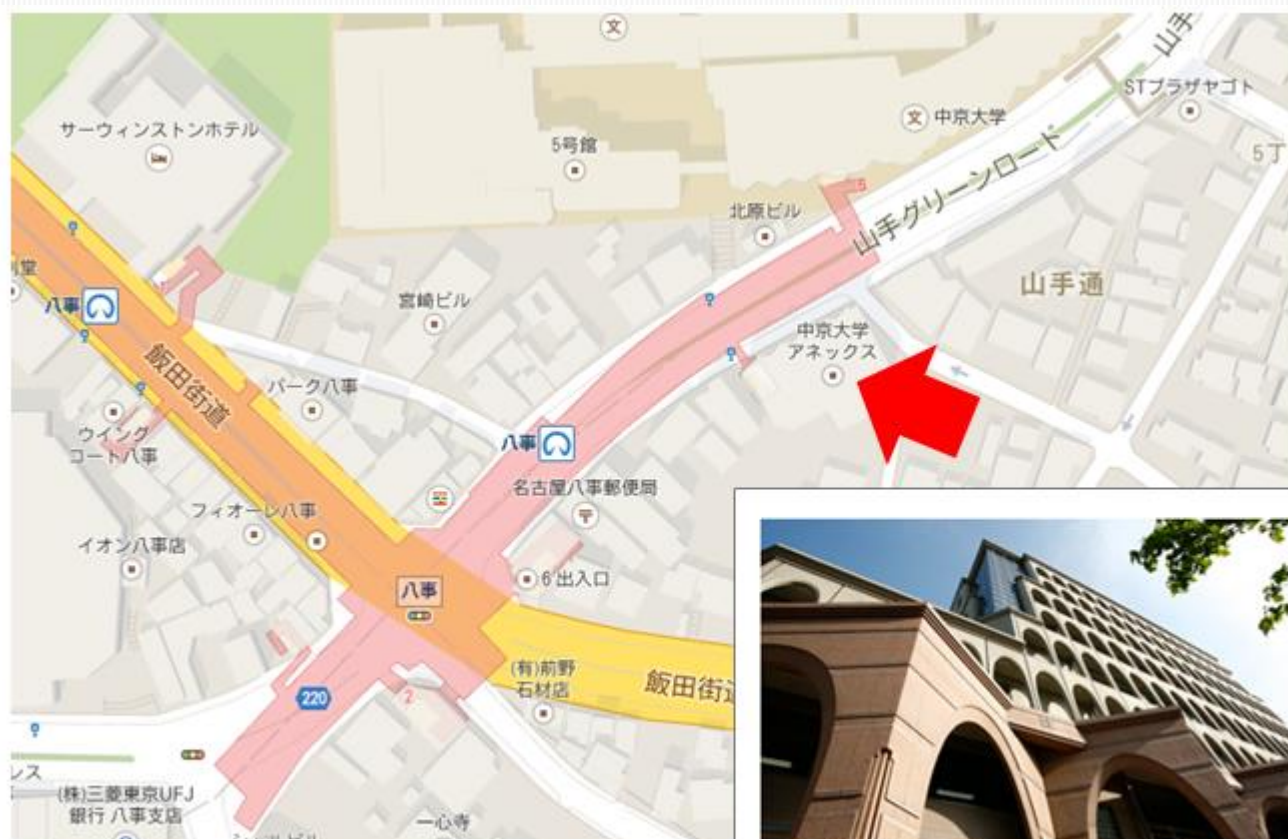 文
山手
STプラザヤゴト
サーウィンストンホテル
文 中京大学
5号館
5丁
5
北原ビル
山手グリーンロード
山手通
八事
宮崎ビル
中京大学
アネックス
飯田街道
パーク八事
ウイング
コート八事
八事
名古屋八事郵便局
フィオーレ八事
イオン八事店
6 出入口
八事
(有)前野
石材店
飯田街道
220
2
レス
(株)三菱東京UFJ
銀行 八事支店
一心寺